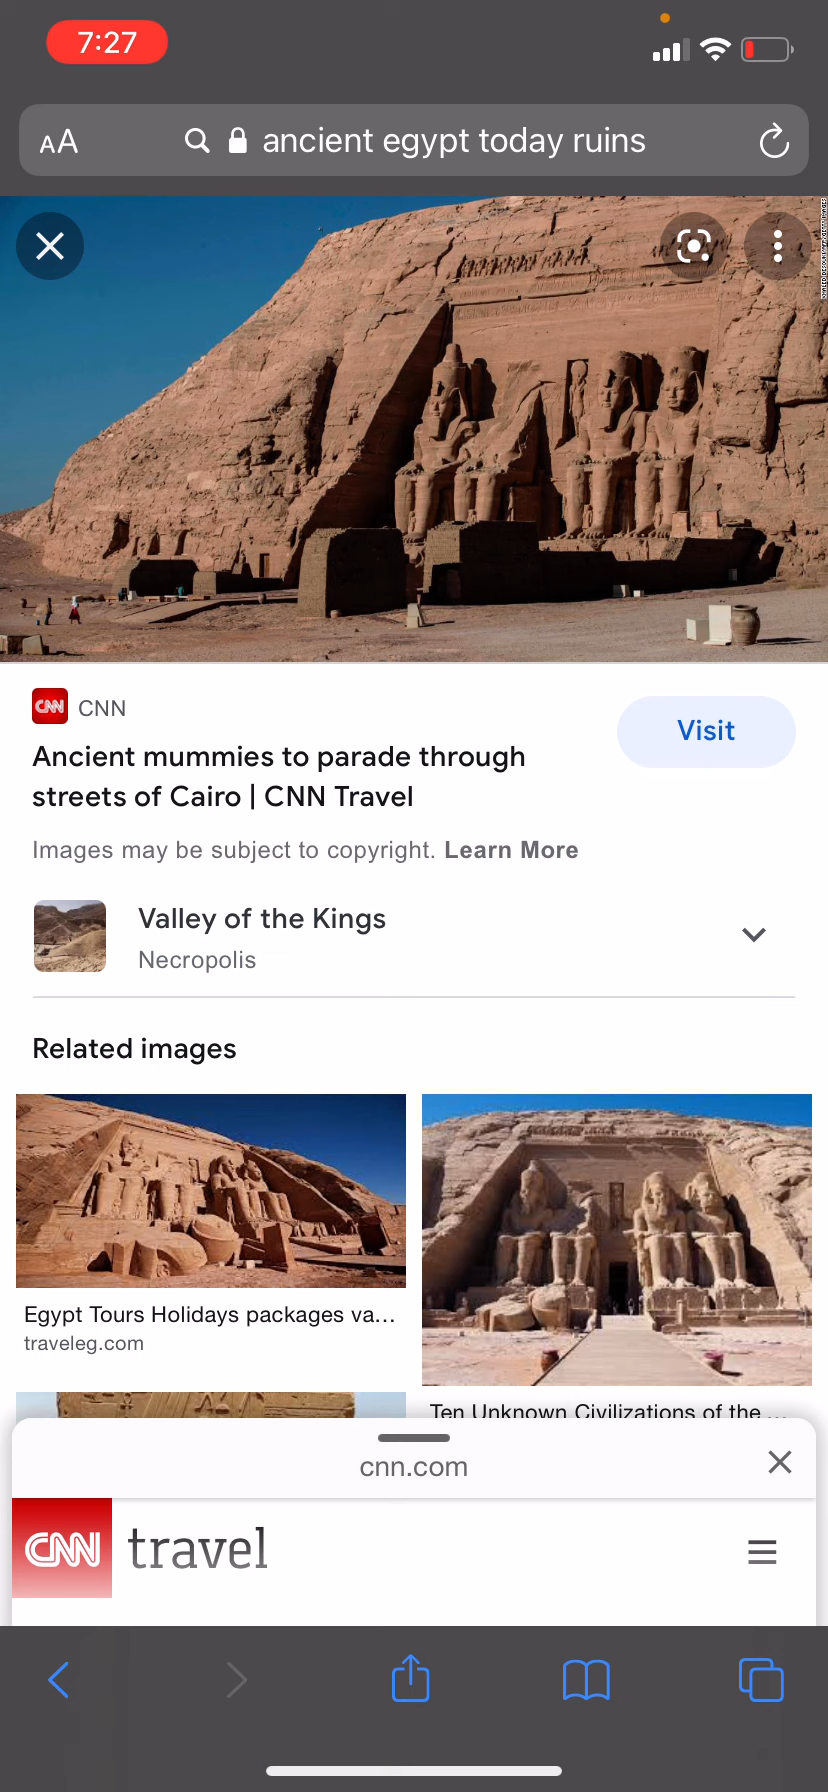 7:27
AA
ancient egypt today ruins
CNN
CNN
Visit
Ancient mummies to parade through
streets of Cairo | CNN Travel
Images may be subject to copyright. Learn More
Valley of the Kings
Necropolis
Related images
Egypt Tours Holidays packages va...
traveleg.com
Ten Unknown Civilizations of the ...
cnn.com
CNN travel